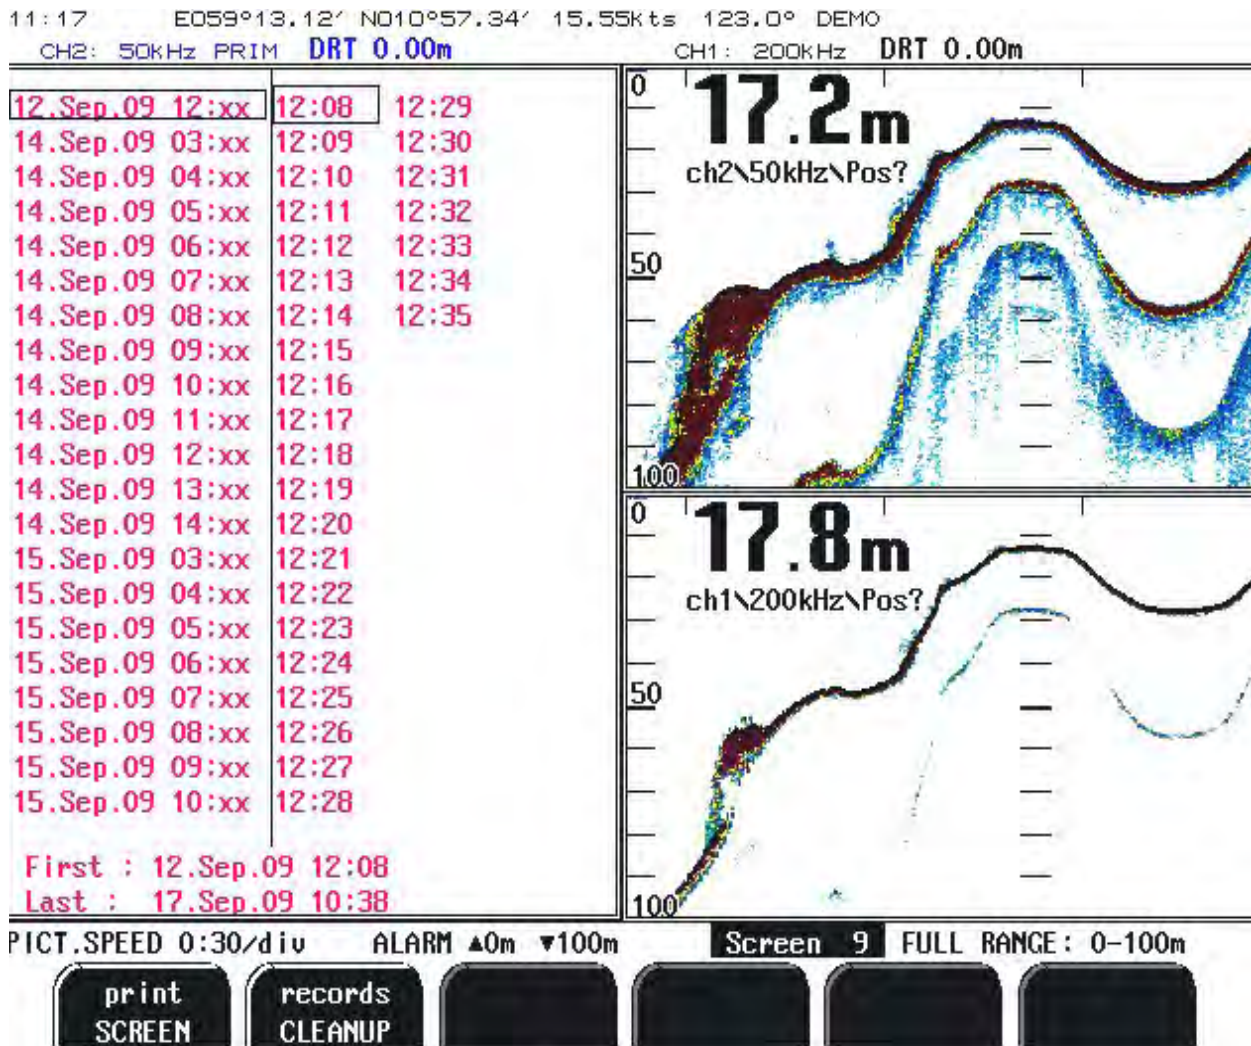 11:17 E059°13.12′ N010°57.34′ 15.55Kts 123.0° DEMO
CH2: 50KHz PRIM DRT 0.00m CH1: 200KHz DRT 0.00m
12.Sep.09 12:xx 12:08 12:29
14.Sep.09 03:xx 12:09 12:30
14.Sep.09 04:xx 12:10 12:31
14.Sep.09 05:xx 12:11 12:32
14.Sep.09 06:xx 12:12 12:33
14.Sep.09 07:xx 12:13 12:34
14.Sep.09 08:xx 12:14 12:35
14.Sep.09 09:xx 12:15
14.Sep.09 10:xx 12:16
14.Sep.09 11:xx 12:17
14.Sep.09 12:xx 12:18
14.Sep.09 13:xx 12:19
14.Sep.09 14:xx 12:20
15.Sep.09 03:xx 12:21
15.Sep.09 04:xx 12:22
15.Sep.09 05:xx 12:23
15.Sep.09 06:xx 12:24
15.Sep.09 07:xx 12:25
15.Sep.09 08:xx 12:26
15.Sep.09 09:xx 12:27
15.Sep.09 10:xx 12:28
First : 12.Sep.09 12:08
Last : 17.Sep.09 10:38
0
17.2m
ch2\50kHz\Pos?
50
100
0
17.8m
ch1\200kHz\Pos?
50
100
PICT.SPEED 0:30/div ALARM ▲0m ▼100m Screen 9 FULL RANGE: 0-100m
print records
SCREEN CLEANUP